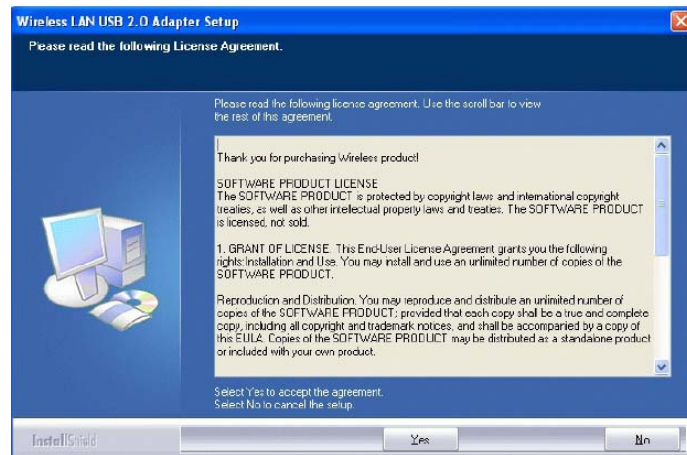 Wireless LAN USB 2.0 Adapter Setup
Please read the following License Agreement.
Please read the following license agreement. Use the scroll bar to view
the rest of this agreement.
Thank you for purchasing Wireless product!
SOFTWARE PRODUCT LICENSE
The SOFTWARE PRODUCT is protected by copyright laws and international copyright
treaties, as well as other intellectual property laws and treaties. The SOFTWARE PRODUCT
is licensed, not sold.
1. GRANT OF LICENSE. This End-User License Agreement grants you the following
rights:Installation and Use. You may install and use an unlimited number of copies of the
SOFTWARE PRODUCT.
Reproduction and Distribution. You may reproduce and distribute an unlimited number of
copies of the SOFTWARE PRODUCT; provided that each copy shall be a true and complete
copy, including all copyright and trademark notices, and shall be accompanied by a copy of
this EULA. Copies of the SOFTWARE PRODUCT may be distributed as a standalone product
or included with your own product.
Select Yes to accept the agreement.
Select No to cancel the setup.
InstallShield
Yes
No